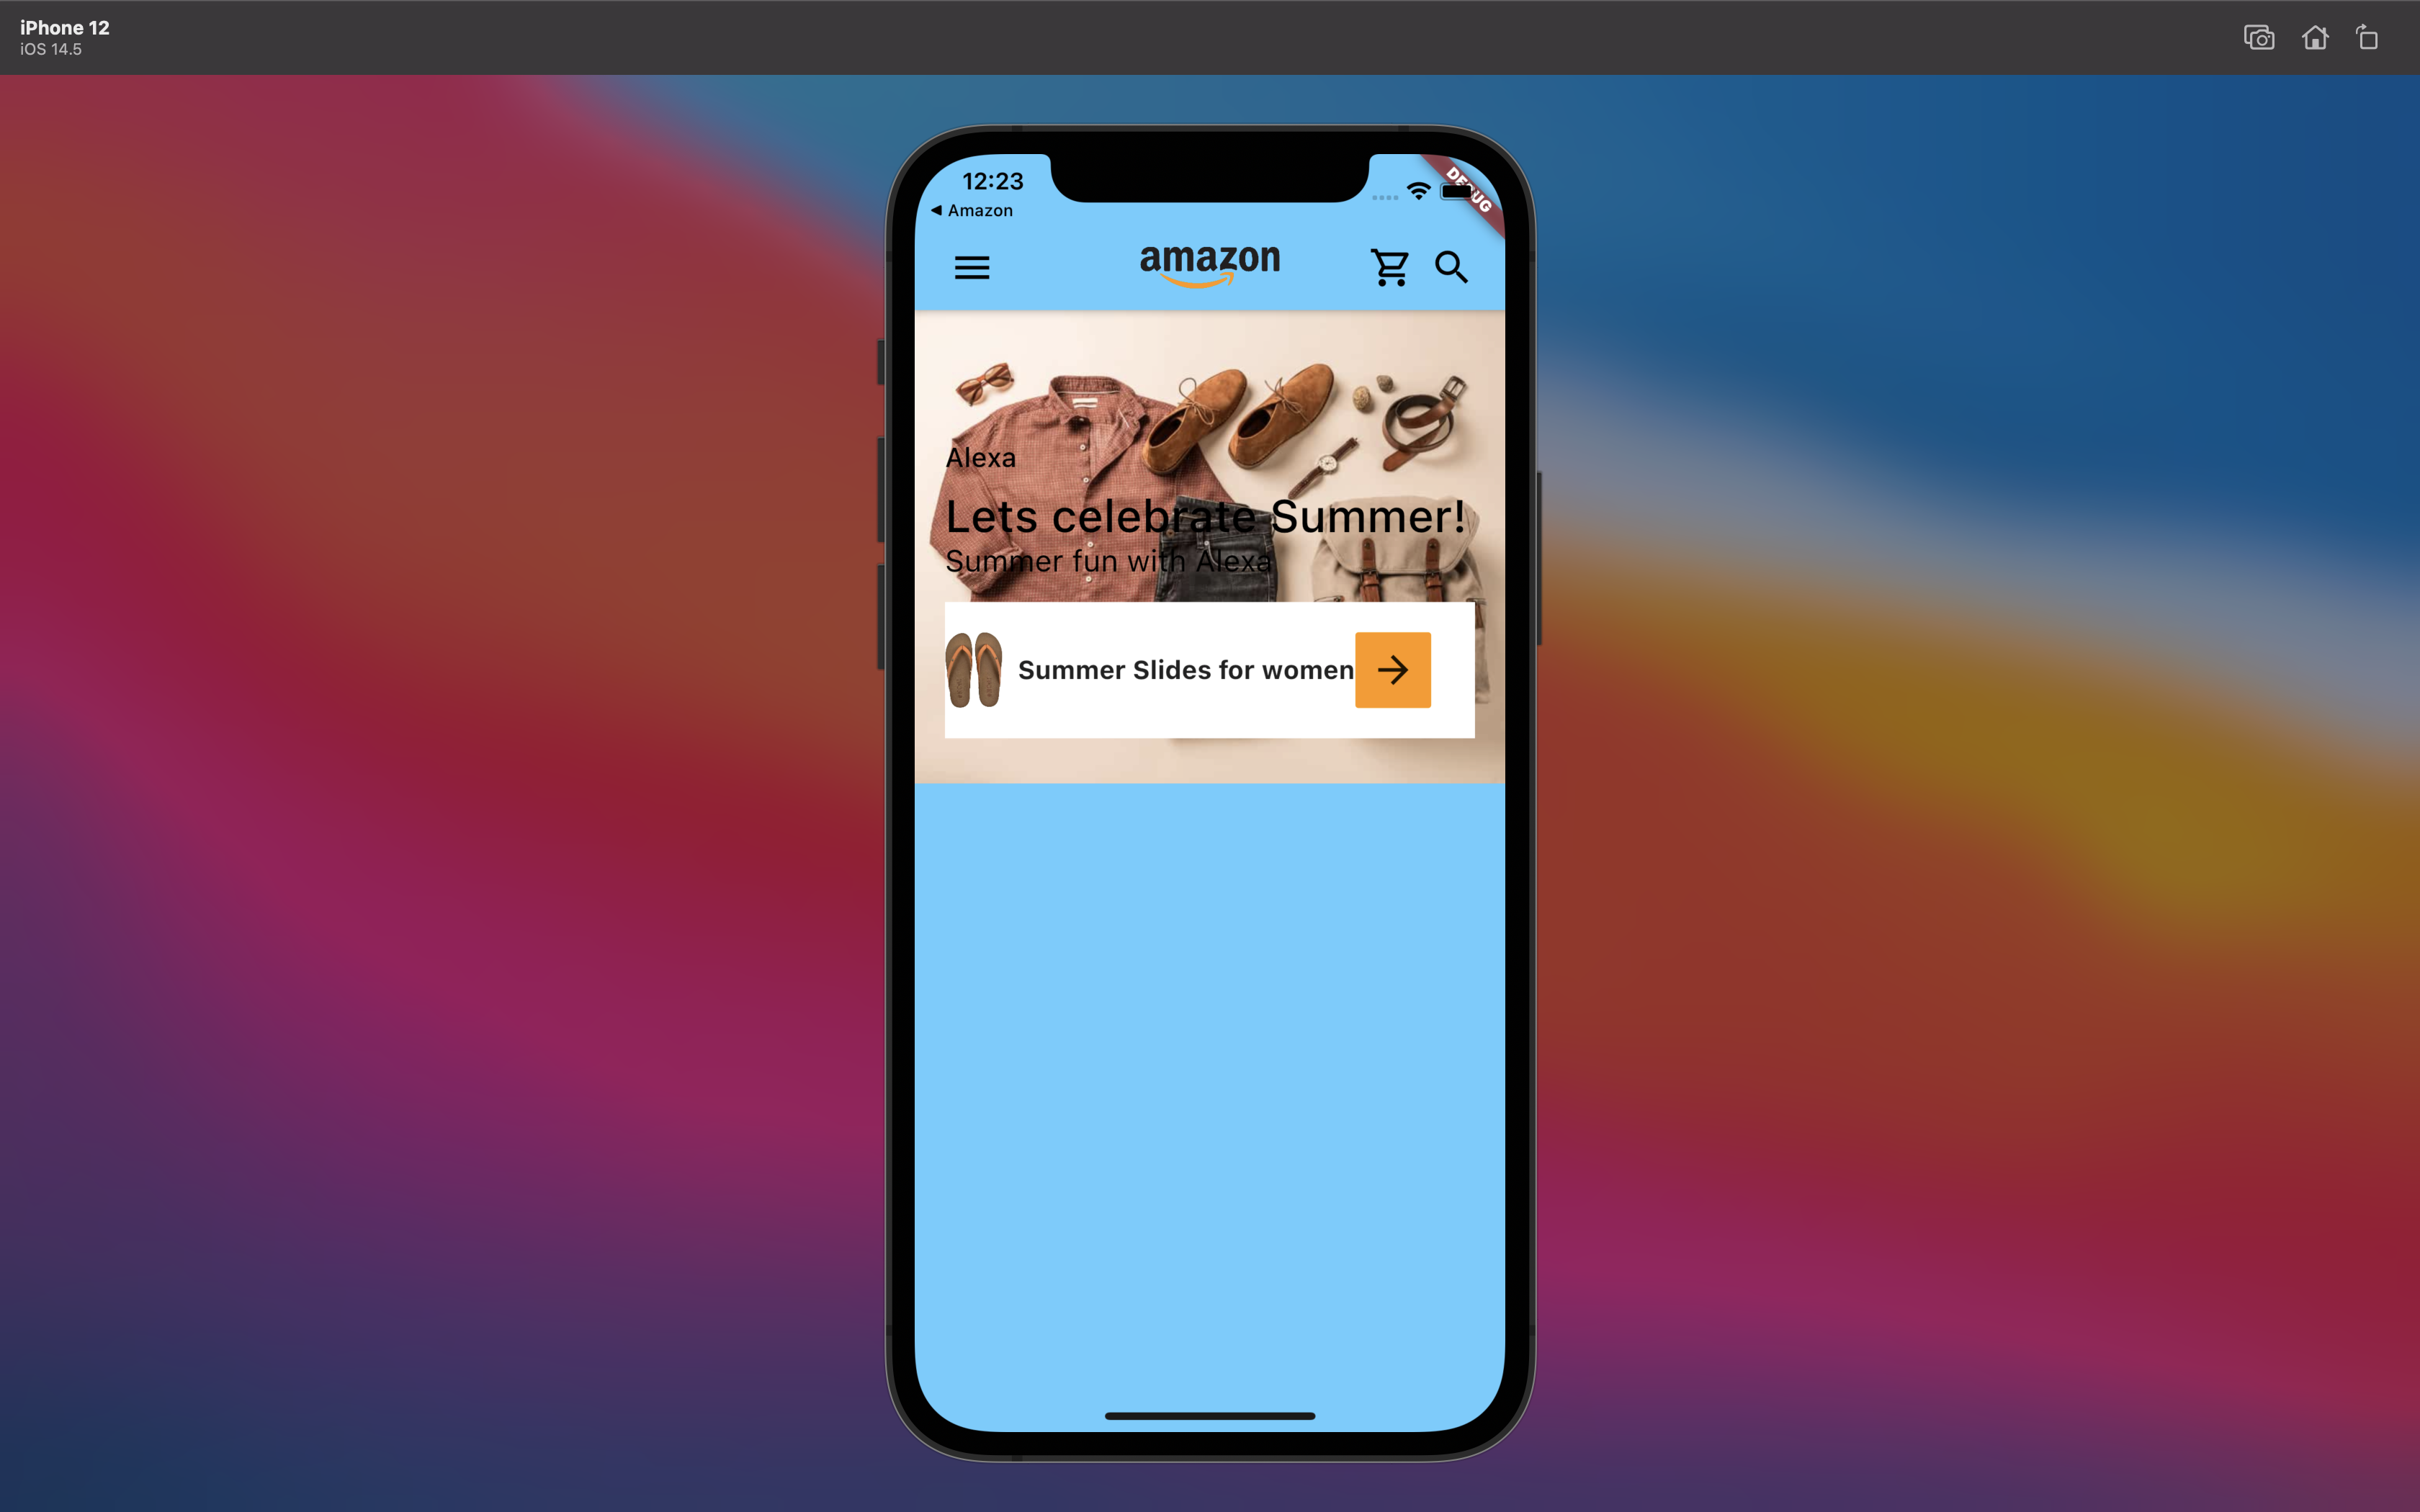 iPhone 12
iOS 14.5
12:23
DEBUG
◀ Amazon
amazon
Alexa
Lets celebrate Summer!
Summer fun with Alexa
Summer Slides for women